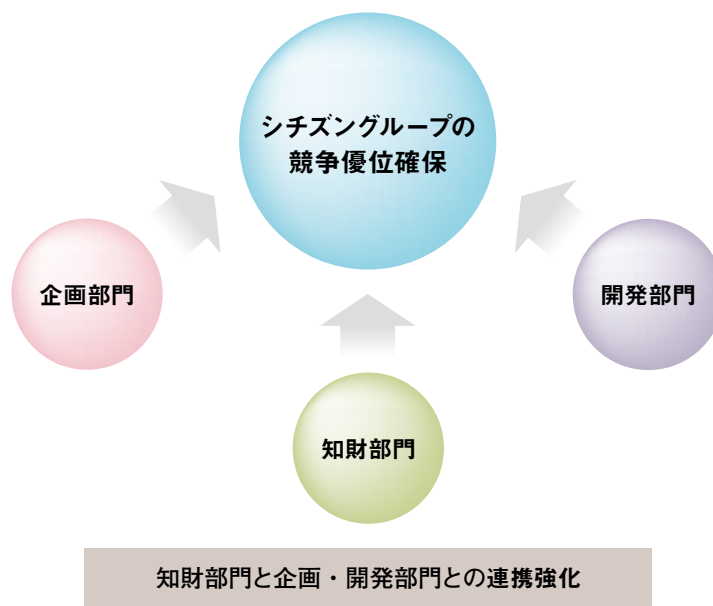 シチズングループの
競争優位確保
企画部門
開発部門
知財部門
知財部門と企画・開発部門との連携強化